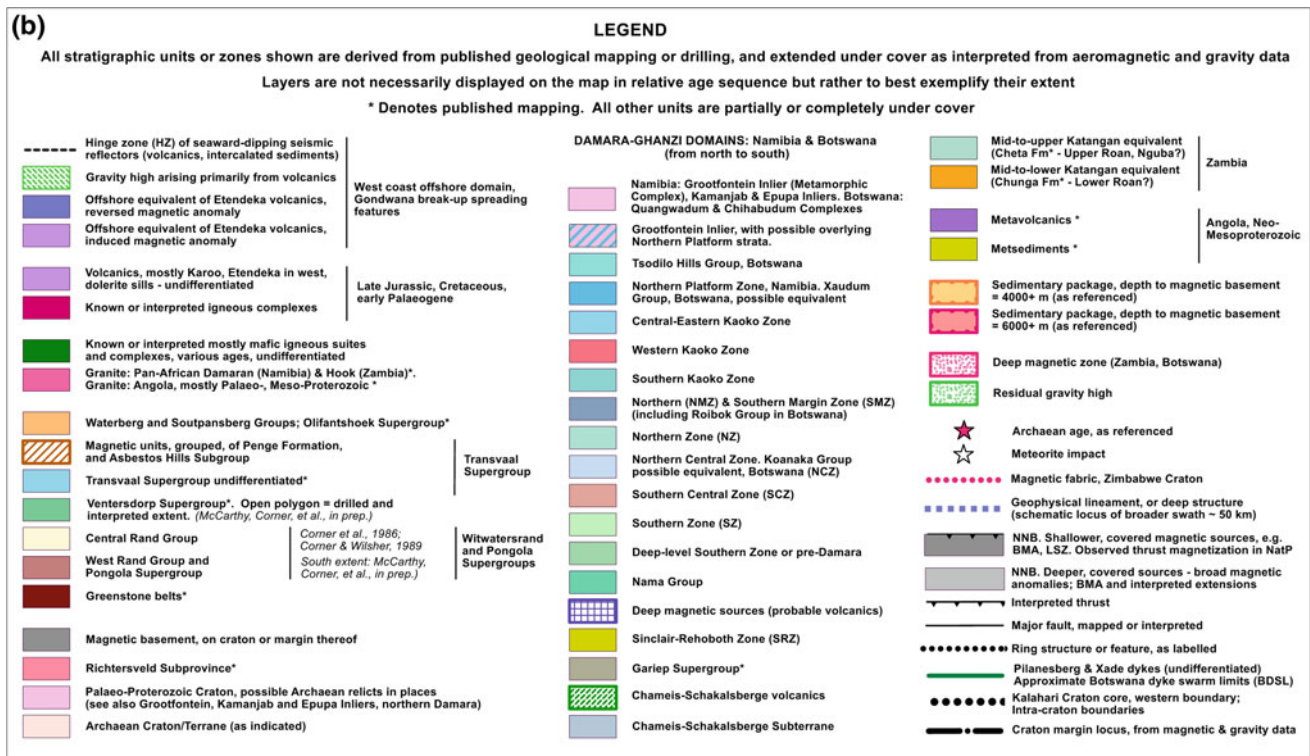 (b)
LEGEND
All stratigraphic units or zones shown are derived from published geological mapping or drilling, and extended under cover as interpreted from aeromagnetic and gravity data
Layers are not necessarily displayed on the map in relative age sequence but rather to best exemplify their extent
* Denotes published mapping. All other units are partially or completely under cover
Hinge zone (HZ) of seaward-dipping seismic
reflectors (volcanics, intercalated sediments)
Gravity high arising primarily from volcanics
Offshore equivalent of Etendeka volcanics,
reversed magnetic anomaly
Offshore equivalent of Etendeka volcanics,
induced magnetic anomaly
West coast offshore domain,
Gondwana break-up spreading
features
Volcanics, mostly Karoo, Etendeka in west,
dolerite sills - undifferentiated
Known or interpreted igneous complexes
Late Jurassic, Cretaceous,
early Palaeogene
Known or interpreted mostly mafic igneous suites
and complexes, various ages, undifferentiated
Granite: Pan-African Damaran (Namibia) & Hook (Zambia)*.
Granite: Angola, mostly Palaeo-, Meso-Proterozoic *
Waterberg and Soutpansberg Groups; Olifantshoek Supergroup*
Magnetic units, grouped, of Penge Formation,
and Asbestos Hills Subgroup
Transvaal Supergroup undifferentiated*
Transvaal
Supergroup
Ventersdorp Supergroup*. Open polygon = drilled and
interpreted extent. (McCarthy, Corner, et al., in prep.)
Central Rand Group
West Rand Group and
Pongola Supergroup
Corner et al., 1986;
Corner & Wilsher, 1989
South extent: McCarthy,
Corner, et al., in prep.)
Witwatersrand
and Pongola
Supergroups
Greenstone belts*
Magnetic basement, on craton or margin thereof
Richtersveld Subprovince*
Palaeo-Proterozoic Craton, possible Archaean relicts in places
(see also Grootfontein, Kamanjab and Epupa Inliers, northern Damara)
Archaean Craton/Terrane (as indicated)
DAMARA-GHANZI DOMAINS: Namibia & Botswana
(from north to south)
Namibia: Grootfontein Inlier (Metamorphic
Complex), Kamanjab & Epupa Inliers. Botswana:
Quangwadum & Chihabudum Complexes
Grootfontein Inlier, with possible overlying
Northern Platform strata.
Tsodilo Hills Group, Botswana
Northern Platform Zone, Namibia. Xaudum
Group, Botswana, possible equivalent
Central-Eastern Kaoko Zone
Western Kaoko Zone
Southern Kaoko Zone
Northern (NMZ) & Southern Margin Zone (SMZ)
(including Roibok Group in Botswana)
Northern Zone (NZ)
Northern Central Zone. Koanaka Group
possible equivalent, Botswana (NCZ)
Southern Central Zone (SCZ)
Southern Zone (SZ)
Deep-level Southern Zone or pre-Damara
Nama Group
Deep magnetic sources (probable volcanics)
Sinclair-Rehoboth Zone (SRZ)
Gariep Supergroup*
Chameis-Schakalsberge volcanics
Chameis-Schakalsberge Subterrane
Mid-to-upper Katangan equivalent
(Cheta Fm* - Upper Roan, Nguba?)
Mid-to-lower Katangan equivalent
(Chunga Fm* - Lower Roan?)
Zambia
Metavolcanics *
Metsediments *
Angola, Neo-
Mesoproterozoic
Sedimentary package, depth to magnetic basement
= 4000+ m (as referenced)
Sedimentary package, depth to magnetic basement
= 6000+ m (as referenced)
Deep magnetic zone (Zambia, Botswana)
Residual gravity high
Archaean age, as referenced
Meteorite impact
Magnetic fabric, Zimbabwe Craton
Geophysical lineament, or deep structure
(schematic locus of broader swath ~ 50 km)
NNB. Shallower, covered magnetic sources, e.g.
BMA, LSZ. Observed thrust magnetization in NatP
NNB. Deeper, covered sources - broad magnetic
anomalies; BMA and interpreted extensions
Interpreted thrust
Major fault, mapped or interpreted
Ring structure or feature, as labelled
Pilanesberg & Xade dykes (undifferentiated)
Approximate Botswana dyke swarm limits (BDSL)
Kalahari Craton core, western boundary;
Intra-craton boundaries
Craton margin locus, from magnetic & gravity data